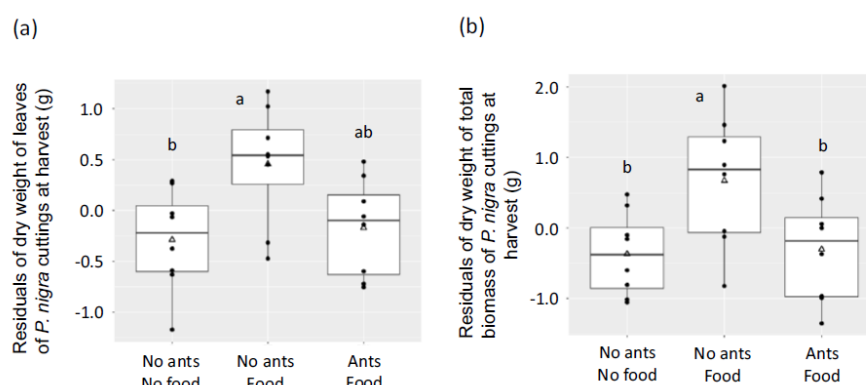 (a)
Residuals of dry weight of leaves
of P. nigra cuttings at harvest (g)
1.0
0.5
0.0
-0.5
-1.0
b
a
ab
No ants
No food
No ants
Food
Ants
Food
(b)
Residuals of dry weight of total
biomass of P. nigra cuttings at
harvest (g)
2.0
1.0
0.0
-1.0
b
a
b
No ants
No food
No ants
Food
Ants
Food